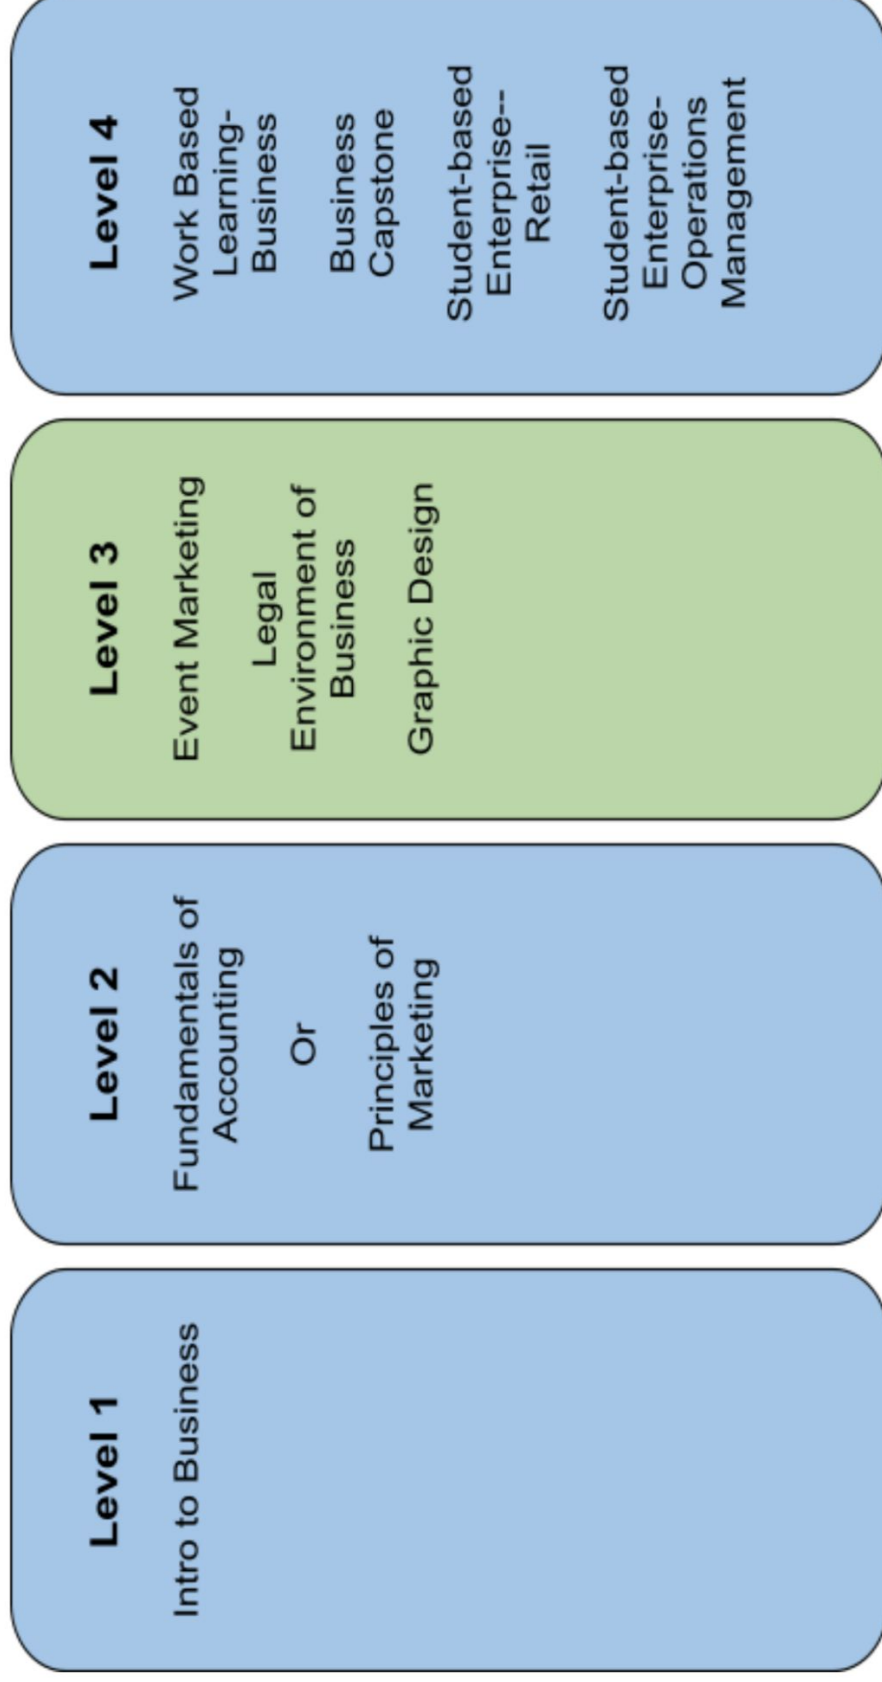 Level 1
Intro to Business
Level 2
Fundamentals of
Accounting
Or
Principles of
Marketing
Level 3
Event Marketing
Legal
Environment of
Business
Graphic Design
Level 4
Work Based
Learning-
Business
Business
Capstone
Student-based
Enterprise--
Retail
Student-based
Enterprise-
Operations
Management